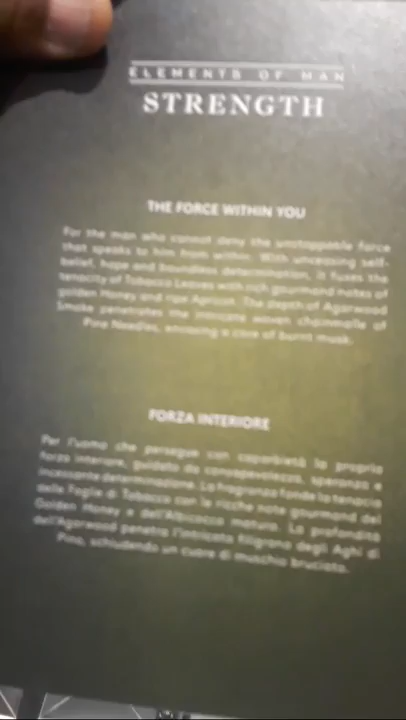 ELEMENTS OF MAN
STRENGTH
THE FORCE WITHIN YOU
For the man who cannot deny the unstoppable force
that speaks to him from within. With unceasing self-
belief, hope and boundless determination, it fuses the
tenacity of Tobacco Leaves with rich gourmand notes of
golden Honey and ripe Apricot. The depth of Agarwood
Smoke penetrates the intricate woven chainmaille of
Pine Needles, encasing a core of burnt musk.
FORZA INTERIORE
Per l'uomo che persegue con caparbietà la propria
forza interiore, guidato da consapevolezza, speranza e
incessante determinazione. La fragranza fonde la tenacia
delle Foglie di Tabacco con le ricche note gourmand del
Golden Honey e dell'Albicocca matura. La profondità
dell'Agarwood penetra l'intricata filigrana degli Aghi di
Pino, schiudendo un cuore di muschio bruciato.